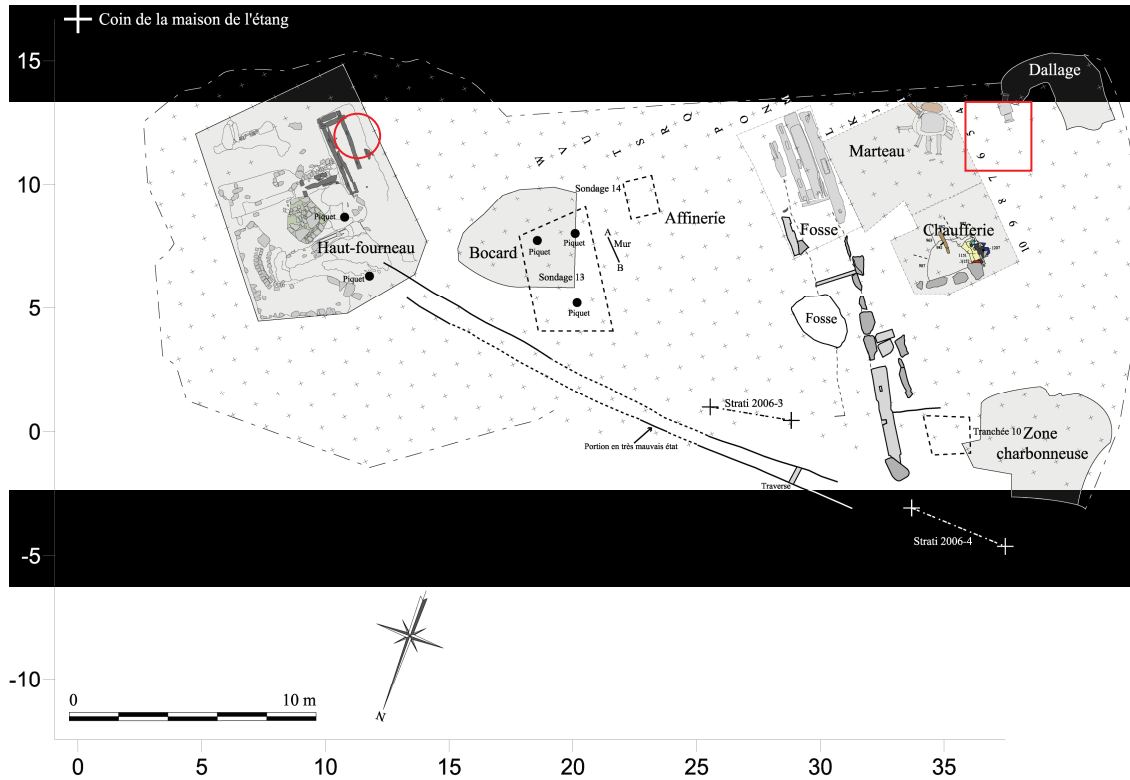 Coin de la maison de l'étang
15
Dallage
W V U T S R Q P O N M L K J I
4
5
6
7
8
9
10
Marteau
10
Sondage 14
Affinerie
Piquet
Haut-fourneau
Bocard
Piquet
Piquet
A
Mur
B
Fosse
Chaufferie
Piquet
Sondage 13
Piquet
5
Fosse
Strati 2006-3
0
Portion en très mauvais état
Tranchée 10
Zone
charbonneuse
Traverse
-5
Strati 2006-4
-10
0 10 m
N
0 5 10 15 20 25 30 35